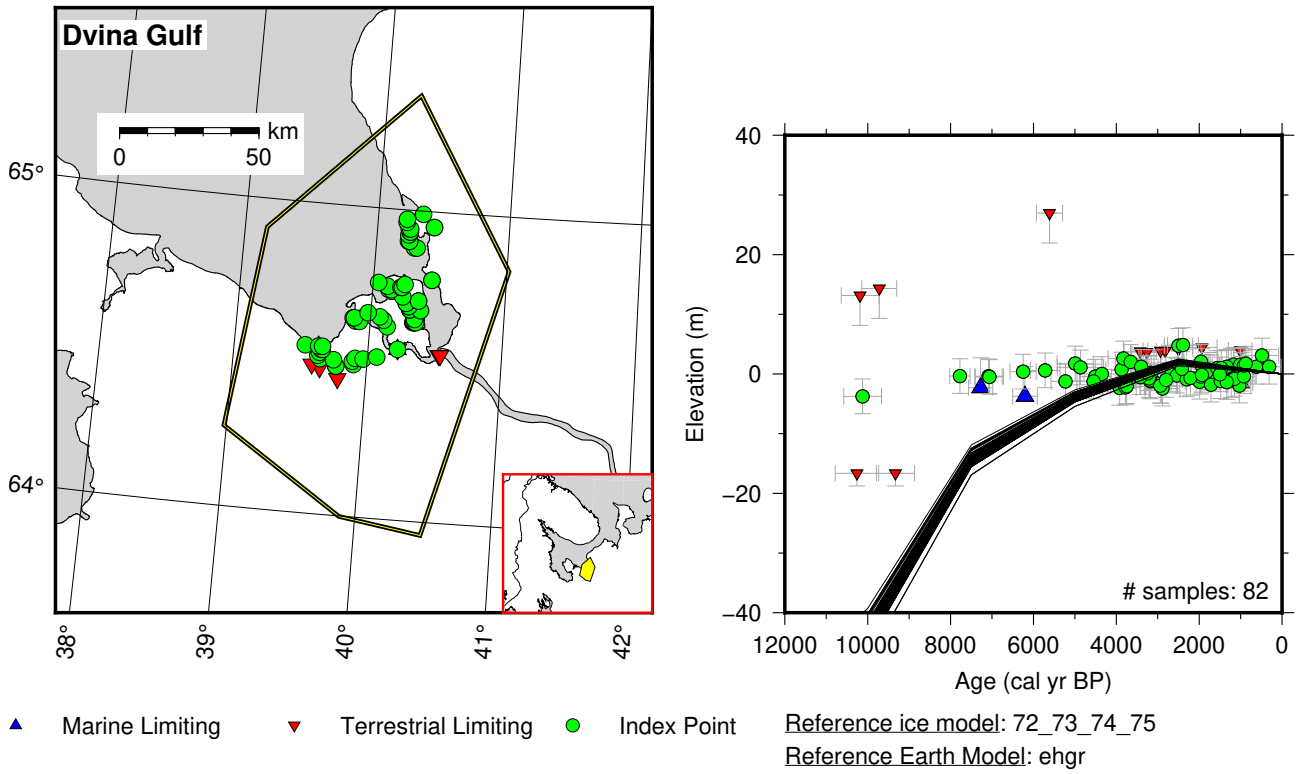 Dvina Gulf
km
0 50
65°
64°
38° 39° 40° 41° 42°
40
20
0
−20
−40
Elevation (m)
# samples: 82
12000 10000 8000 6000 4000 2000 0
Age (cal yr BP)
Marine Limiting Terrestrial Limiting Index Point
Reference ice model: 72_73_74_75
Reference Earth Model: ehgr